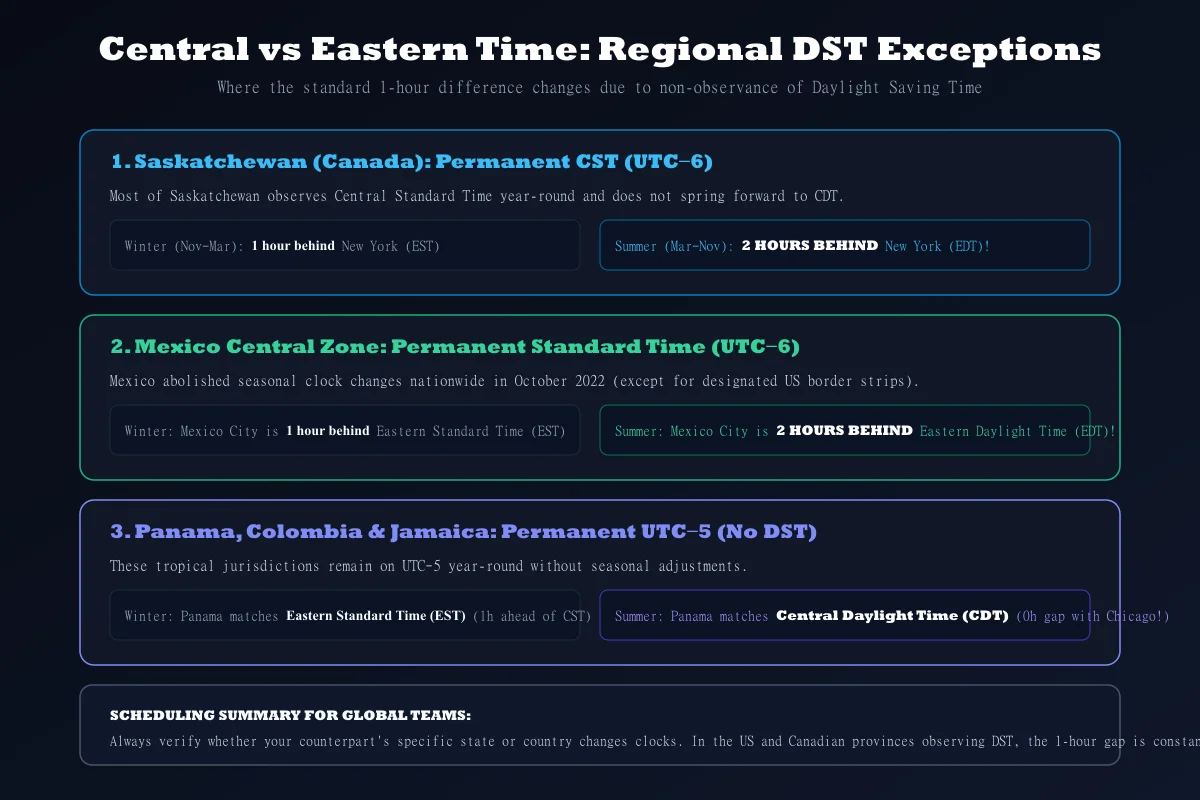 Central vs Eastern Time: Regional DST Exceptions
Where the standard 1-hour difference changes due to non-observance of Daylight Saving Time
1. Saskatchewan (Canada): Permanent CST (UTC−6)
Most of Saskatchewan observes Central Standard Time year-round and does not spring forward to CDT.
Winter (Nov–Mar): 1 hour behind New York (EST)
Summer (Mar–Nov): 2 HOURS BEHIND New York (EDT)!
2. Mexico Central Zone: Permanent Standard Time (UTC−6)
Mexico abolished seasonal clock changes nationwide in October 2022 (except for designated US border strips).
Winter: Mexico City is 1 hour behind Eastern Standard Time (EST)
Summer: Mexico City is 2 HOURS BEHIND Eastern Daylight Time (EDT)!
3. Panama, Colombia & Jamaica: Permanent UTC−5 (No DST)
These tropical jurisdictions remain on UTC−5 year-round without seasonal adjustments.
Winter: Panama matches Eastern Standard Time (EST) (1h ahead of CST)
Summer: Panama matches Central Daylight Time (CDT) (0h gap with Chicago!)
SCHEDULING SUMMARY FOR GLOBAL TEAMS:
Always verify whether your counterpart's specific state or country changes clocks. In the US and Canadian provinces observing DST, the 1-hour gap is